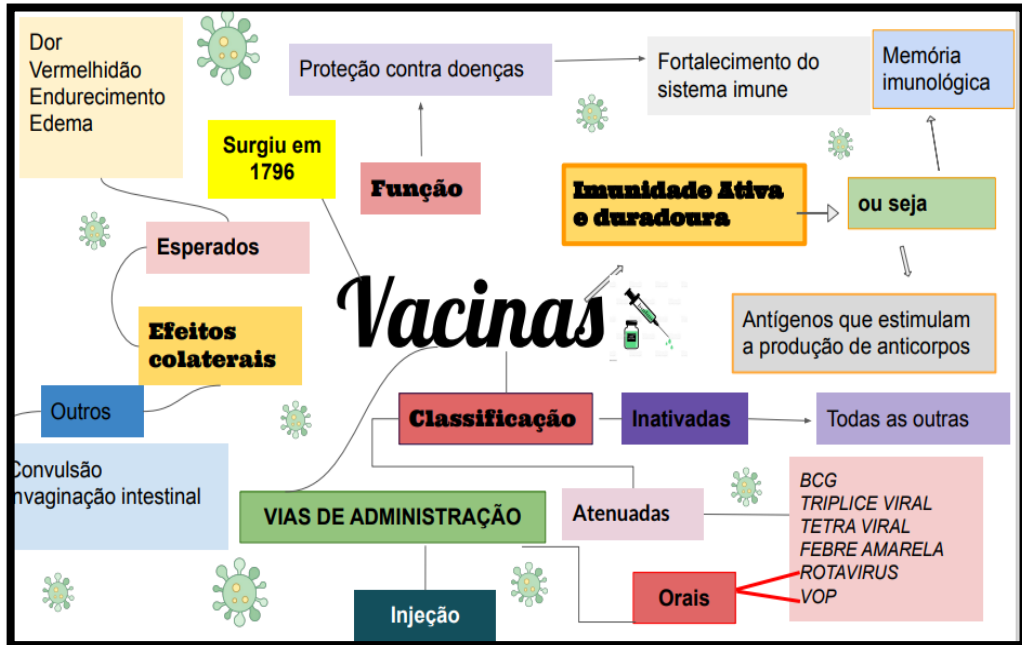 Dor
Vermelhidão
Endurecimento
Edema
Surgiu em
1796
Proteção contra doenças
Função
Fortalecimento do
sistema imune
Memória
imunológica
Imunidade Ativa
e duradoura
ou seja
Antígenos que estimulam
a produção de anticorpos
Esperados
Efeitos
colaterais
Outros
Convulsão
nvaginação intestinal
Vacinas
Classificação
Inativadas
Todas as outras
Atenuadas
BCG
TRIPLICE VIRAL
TETRA VIRAL
FEBRE AMARELA
ROTAVIRUS
VOP
VIAS DE ADMINISTRAÇÃO
Injeção
Orais